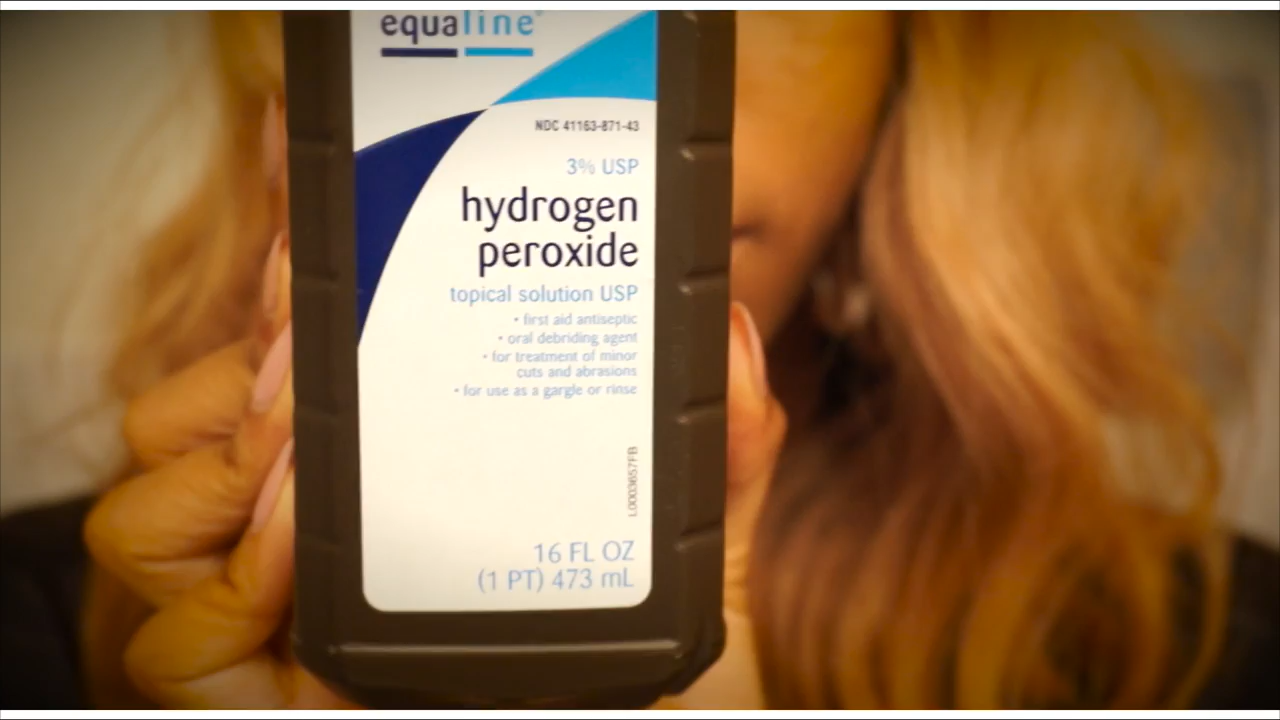 equaline®
NDC 41163-871-43
3% USP
hydrogen
peroxide
topical solution USP
• first aid antiseptic
• oral debriding agent
• for treatment of minor
cuts and abrasions
• for use as a gargle or rinse
L0003657FB
16 FL OZ
(1 PT) 473 mL